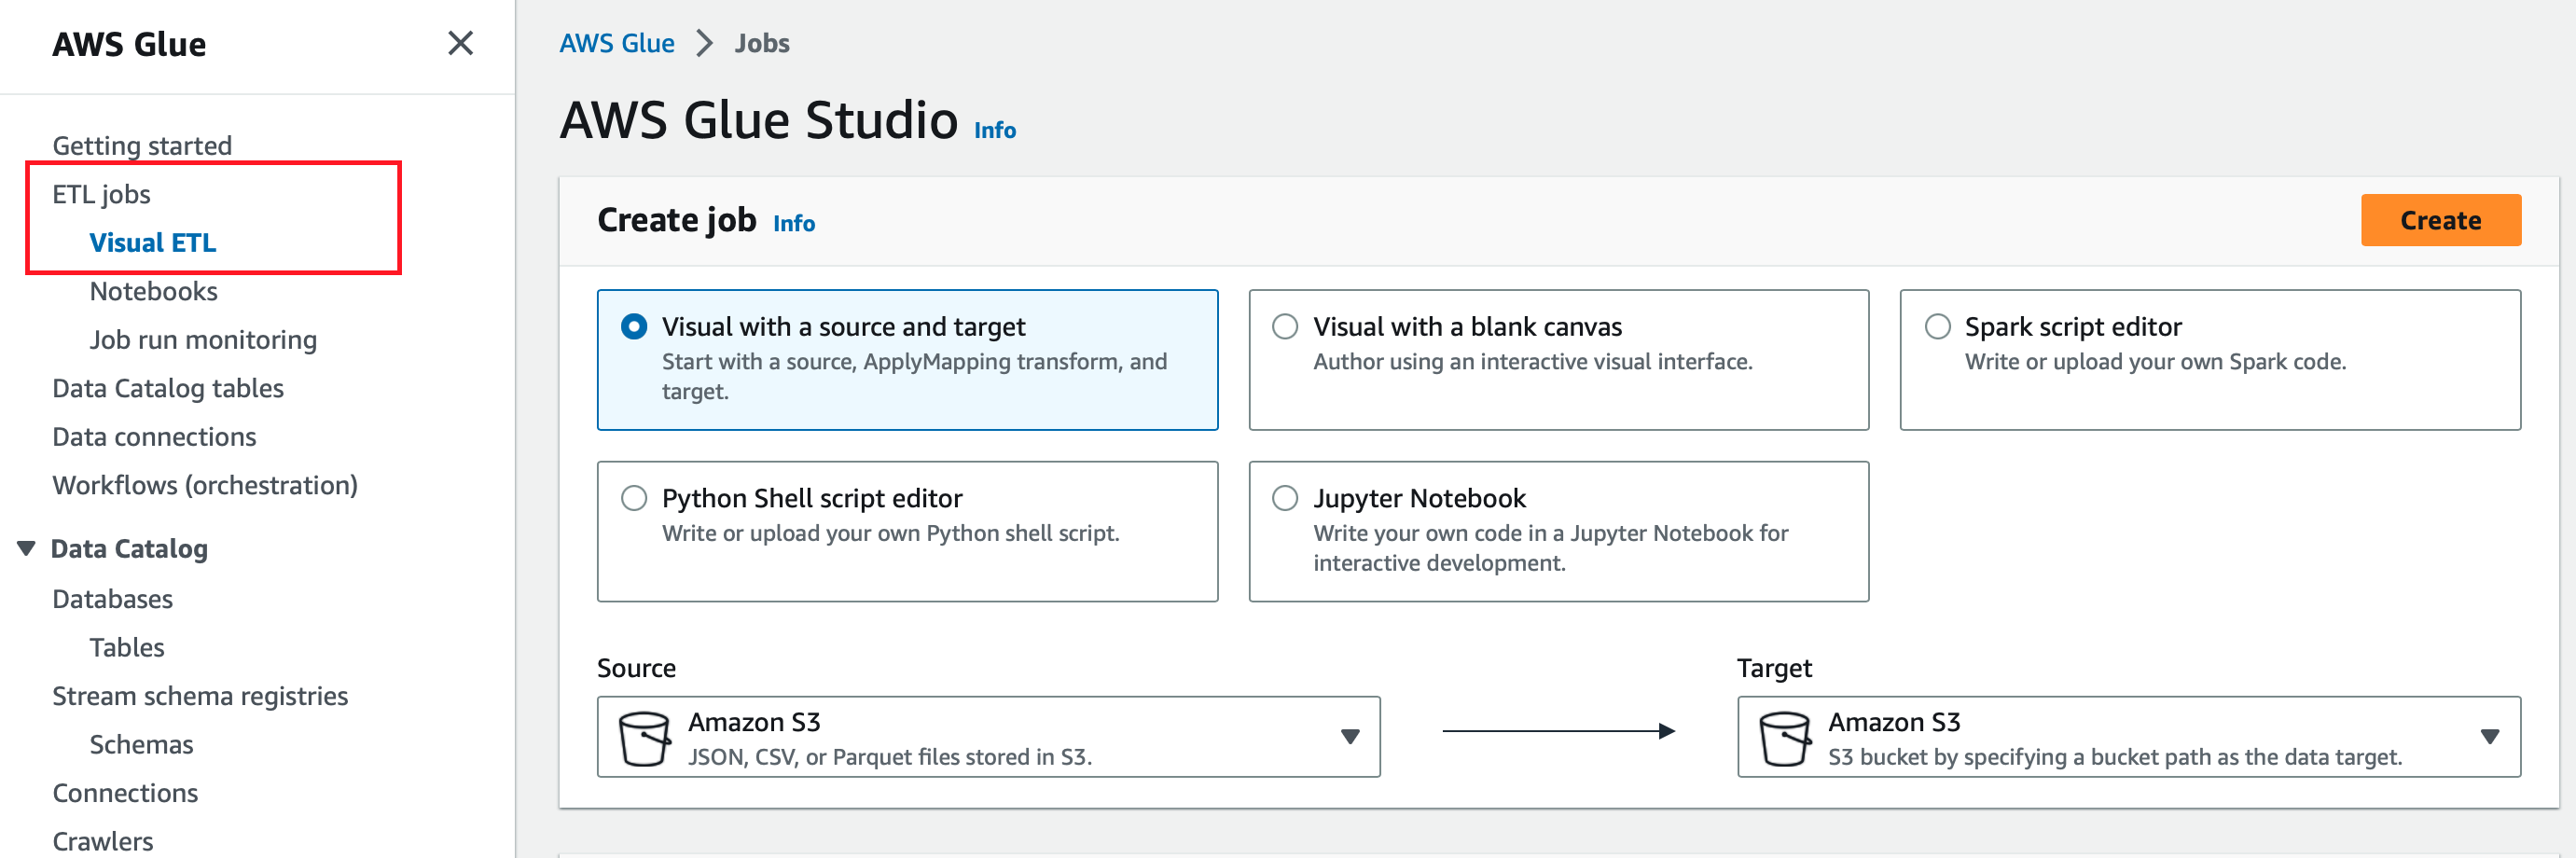 AWS Glue
Getting started
ETL jobs
Visual ETL
Notebooks
Job run monitoring
Data Catalog tables
Data connections
Workflows (orchestration)
Data Catalog
Databases
Tables
Stream schema registries
Schemas
Connections
Crawlers
AWS Glue Jobs
AWS Glue Studio Info
Create job Info
Create
Visual with a source and target
Start with a source, ApplyMapping transform, and
target.
Visual with a blank canvas
Author using an interactive visual interface.
Spark script editor
Write or upload your own Spark code.
Python Shell script editor
Write or upload your own Python shell script.
Jupyter Notebook
Write your own code in a Jupyter Notebook for
interactive development.
Source
Amazon S3
JSON, CSV, or Parquet files stored in S3.
Target
Amazon S3
S3 bucket by specifying a bucket path as the data target.